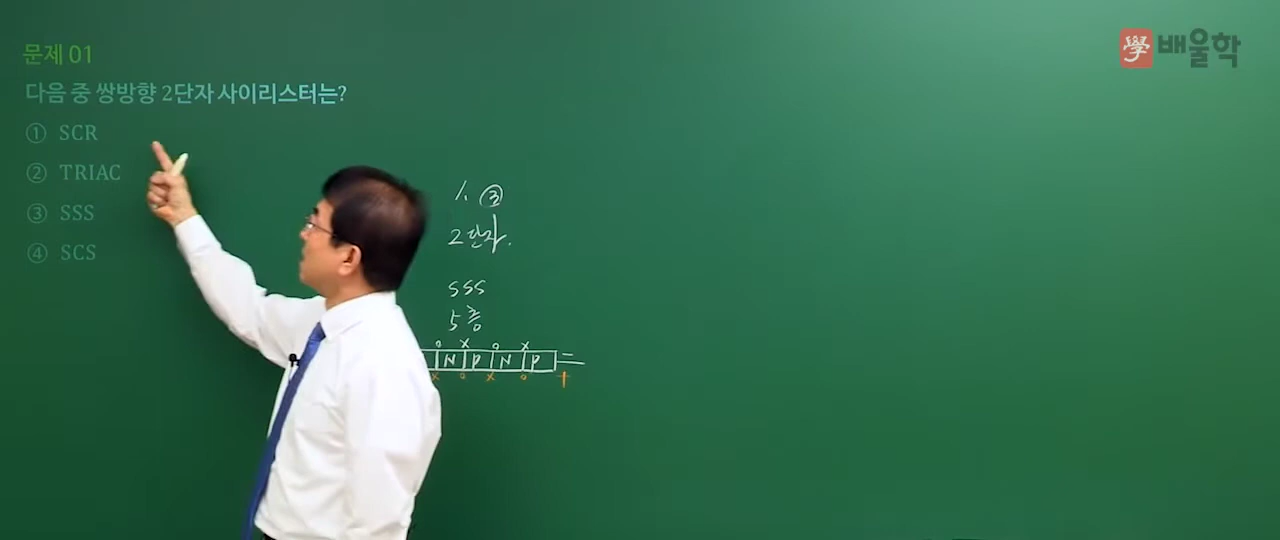 문제 01
다음 중 쌍방향 2단자 사이리스터는?
① SCR
② TRIAC
③ SSS
④ SCS
學 배울학
1. ③
2단자.
SSS
5층
o x o x
N P N P =
x o x o +